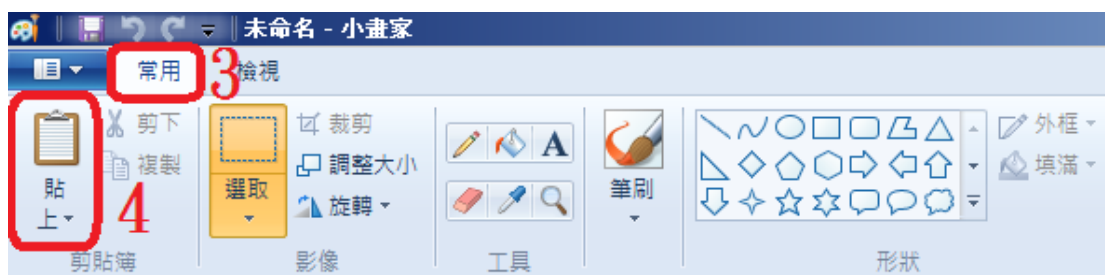 未命名 - 小畫家
常用 3 檢視
剪下
複製
貼上
4
剪貼簿
選取
裁剪
調整大小
旋轉
影像
A
工具
筆刷
形狀
外框
填滿